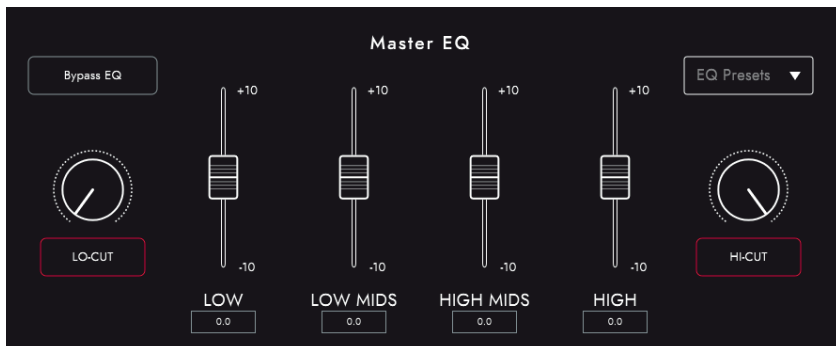 Master EQ
Bypass EQ
EQ Presets
+10 +10 +10 +10
LO-CUT
HI-CUT
-10 -10 -10 -10
LOW LOW MIDS HIGH MIDS HIGH
0.0 0.0 0.0 0.0